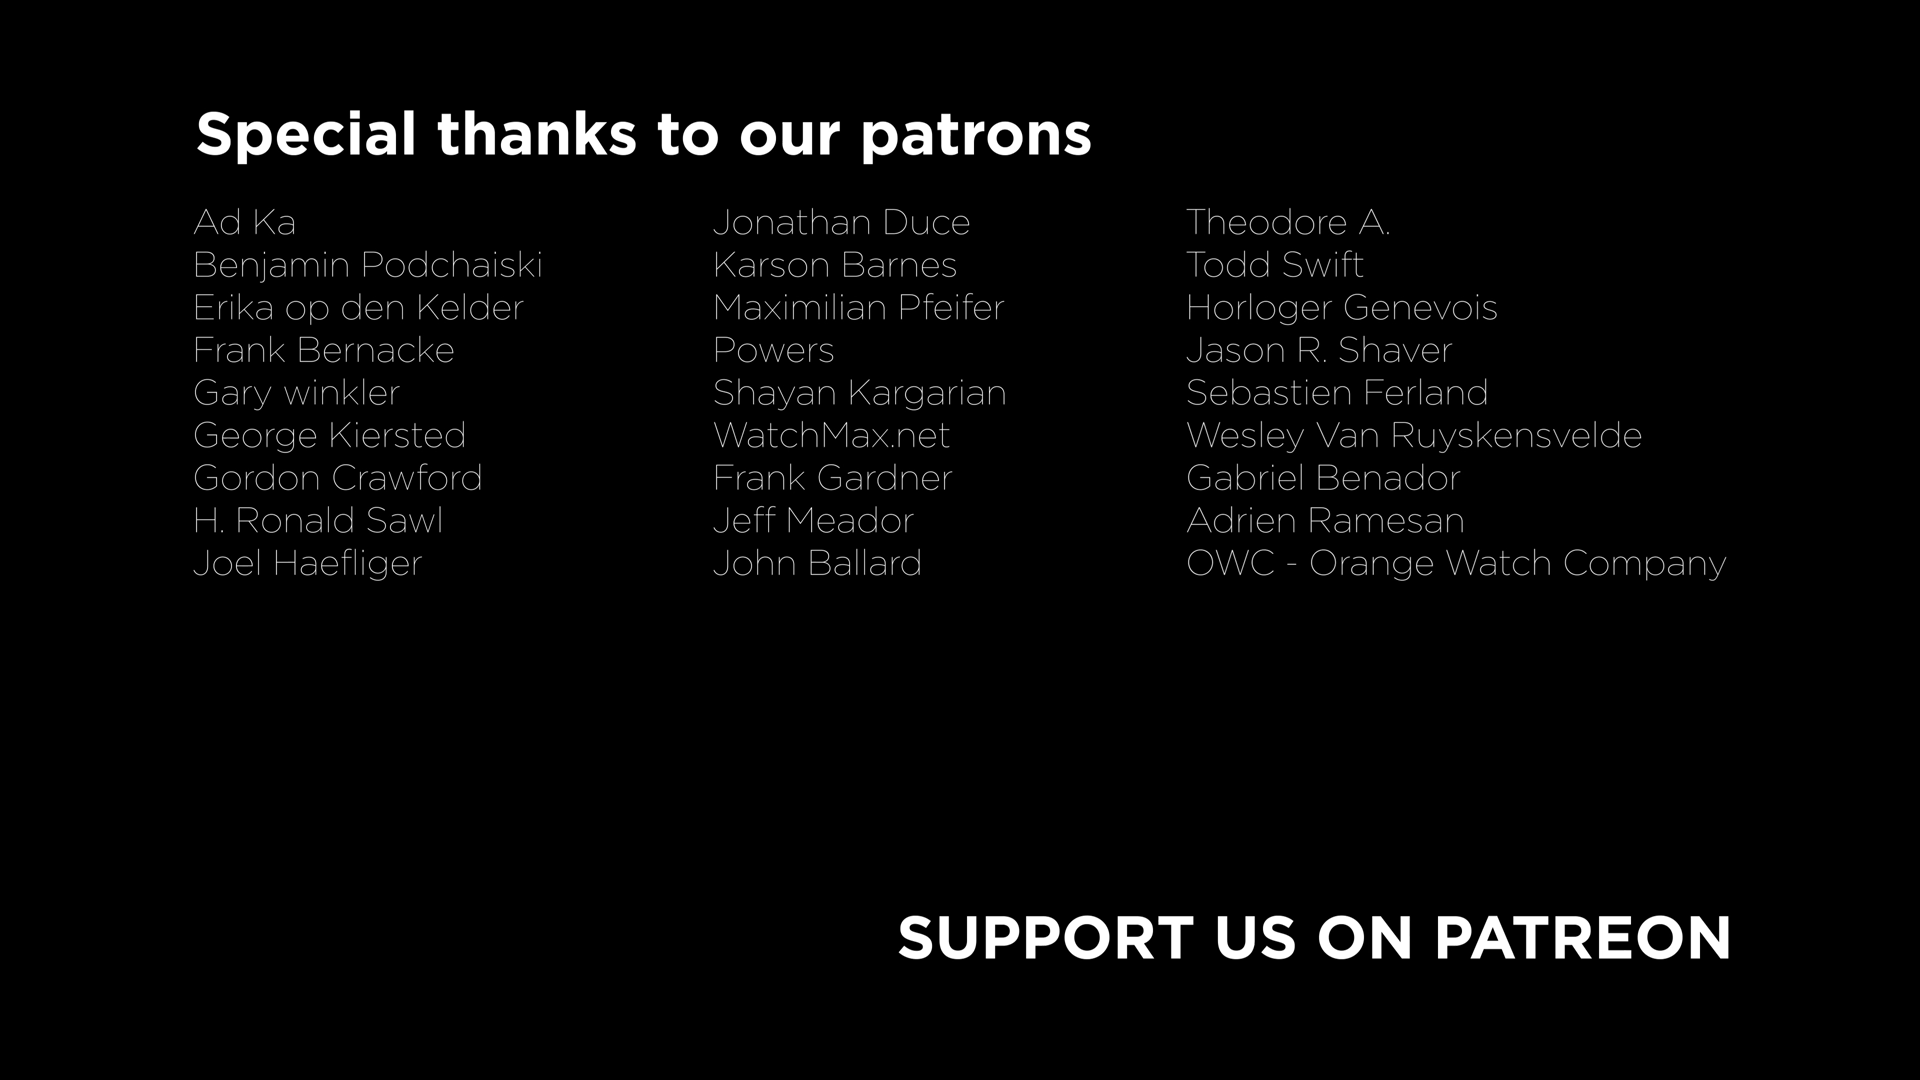 Special thanks to our patrons
Ad Ka
Benjamin Podchaiski
Erika op den Kelder
Frank Bernacke
Gary winkler
George Kiersted
Gordon Crawford
H. Ronald Sawl
Joel Haefliger
Jonathan Duce
Karson Barnes
Maximilian Pfeifer
Powers
Shayan Kargarian
WatchMax.net
Frank Gardner
Jeff Meador
John Ballard
Theodore A.
Todd Swift
Horloger Genevois
Jason R. Shaver
Sebastien Ferland
Wesley Van Ruyskensvelde
Gabriel Benador
Adrien Ramesan
OWC - Orange Watch Company
SUPPORT US ON PATREON